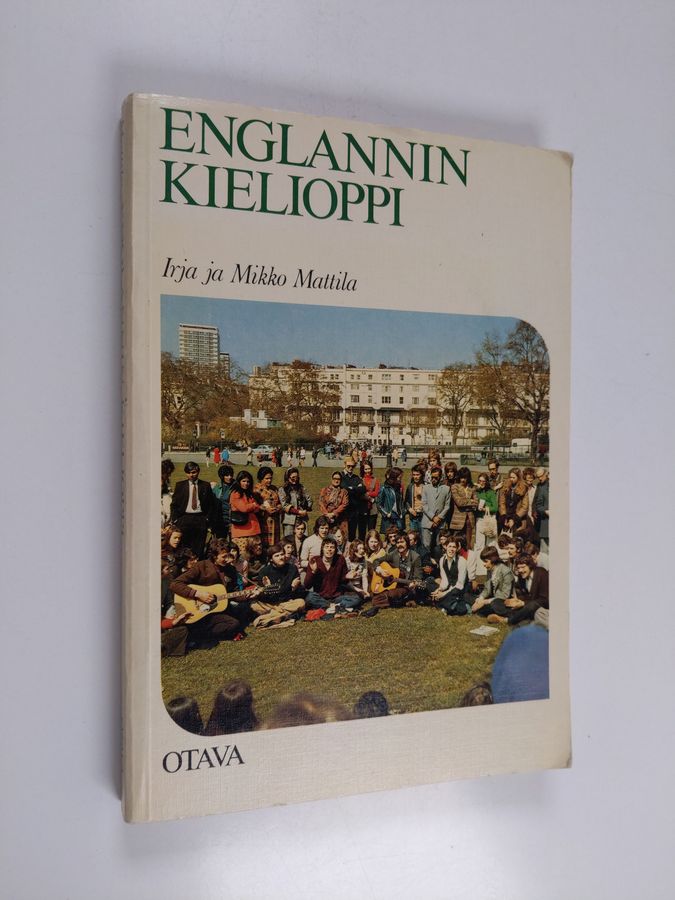 ENGLANNIN
KIELIOPPI
Irja ja Mikko Mattila
OTAVA